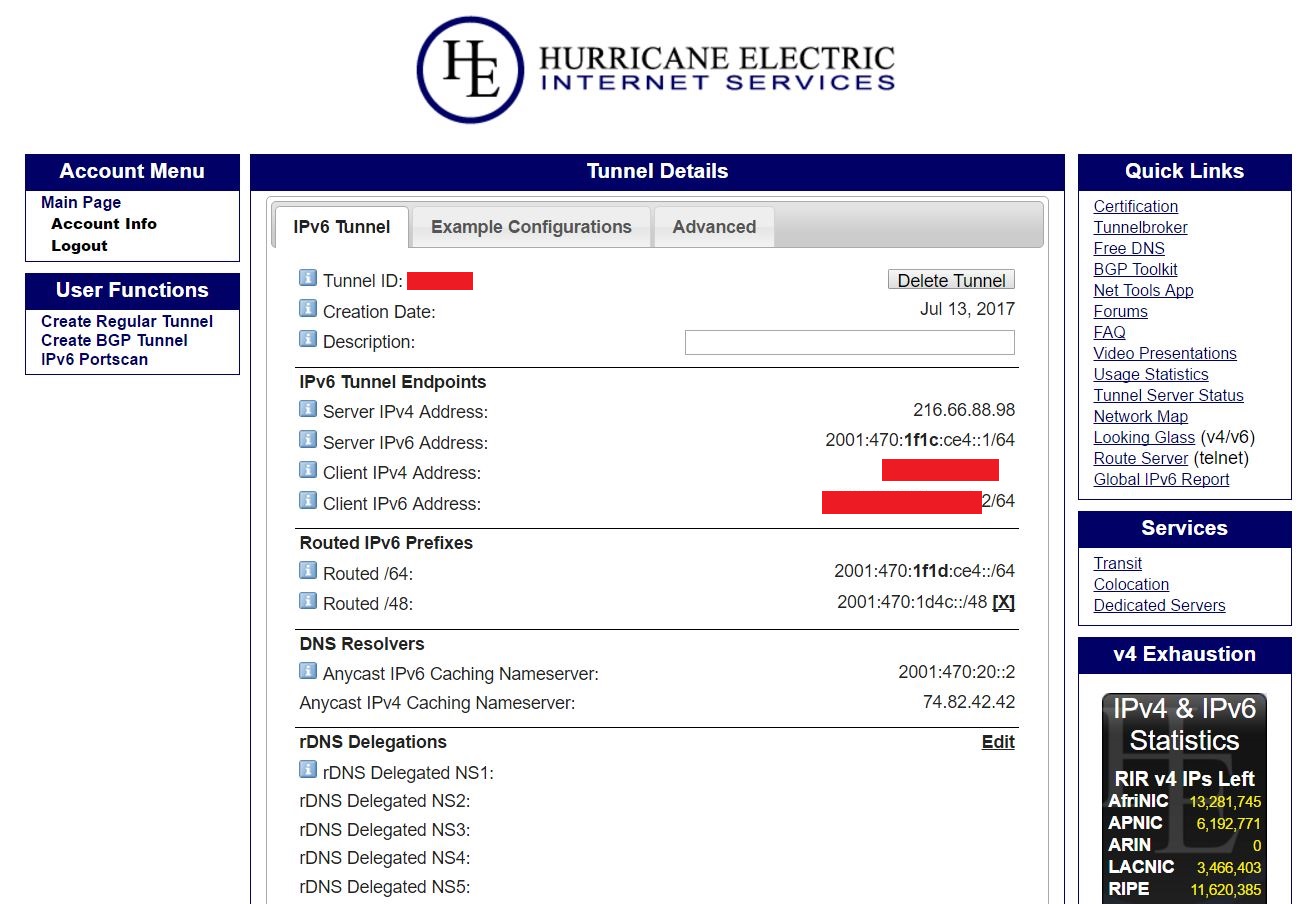 HE
HURRICANE ELECTRIC
INTERNET SERVICES
Account Menu
Main Page
Account Info
Logout
User Functions
Create Regular Tunnel
Create BGP Tunnel
IPv6 Portscan
Tunnel Details
IPv6 Tunnel Example Configurations Advanced
Tunnel ID: Delete Tunnel
Creation Date: Jul 13, 2017
Description:
IPv6 Tunnel Endpoints
Server IPv4 Address: 216.66.88.98
Server IPv6 Address: 2001:470:1f1c:ce4::1/64
Client IPv4 Address:
Client IPv6 Address: 2/64
Routed IPv6 Prefixes
Routed /64: 2001:470:1f1d:ce4::/64
Routed /48: 2001:470:1d4c::/48 [X]
DNS Resolvers
Anycast IPv6 Caching Nameserver: 2001:470:20::2
Anycast IPv4 Caching Nameserver: 74.82.42.42
rDNS Delegations Edit
rDNS Delegated NS1:
rDNS Delegated NS2:
rDNS Delegated NS3:
rDNS Delegated NS4:
rDNS Delegated NS5:
Quick Links
Certification
Tunnelbroker
Free DNS
BGP Toolkit
Net Tools App
Forums
FAQ
Video Presentations
Usage Statistics
Tunnel Server Status
Network Map
Looking Glass (v4/v6)
Route Server (telnet)
Global IPv6 Report
Services
Transit
Colocation
Dedicated Servers
v4 Exhaustion
IPv4 & IPv6
Statistics
RIR v4 IPs Left
AfriNIC 13,281,745
APNIC 6,192,771
ARIN 0
LACNIC 3,466,403
RIPE 11,620,385